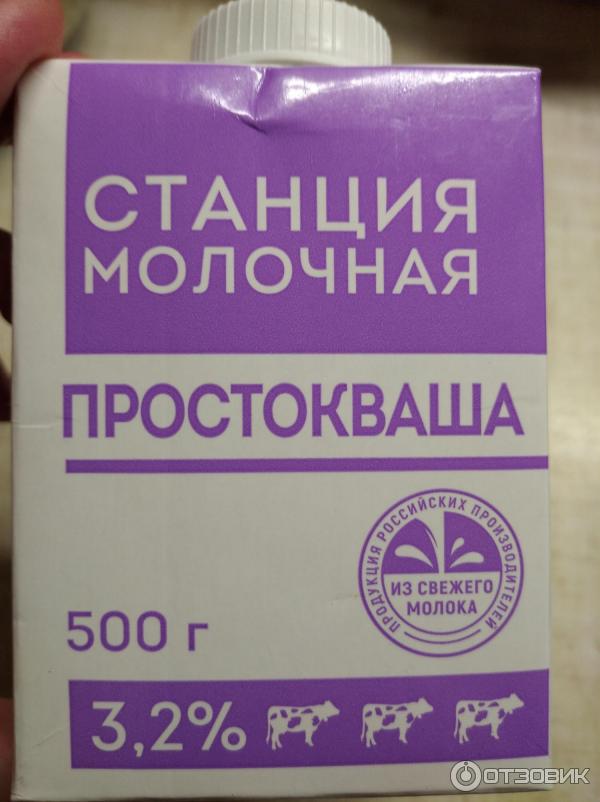 СТАНЦИЯ
МОЛОЧНАЯ
ПРОСТОКВАША
ПРОДУКЦИЯ РОССИЙСКИХ ПРОИЗВОДИТЕЛЕЙ
ИЗ СВЕЖЕГО
МОЛОКА
500 г
3,2%
ОТЗОВИК